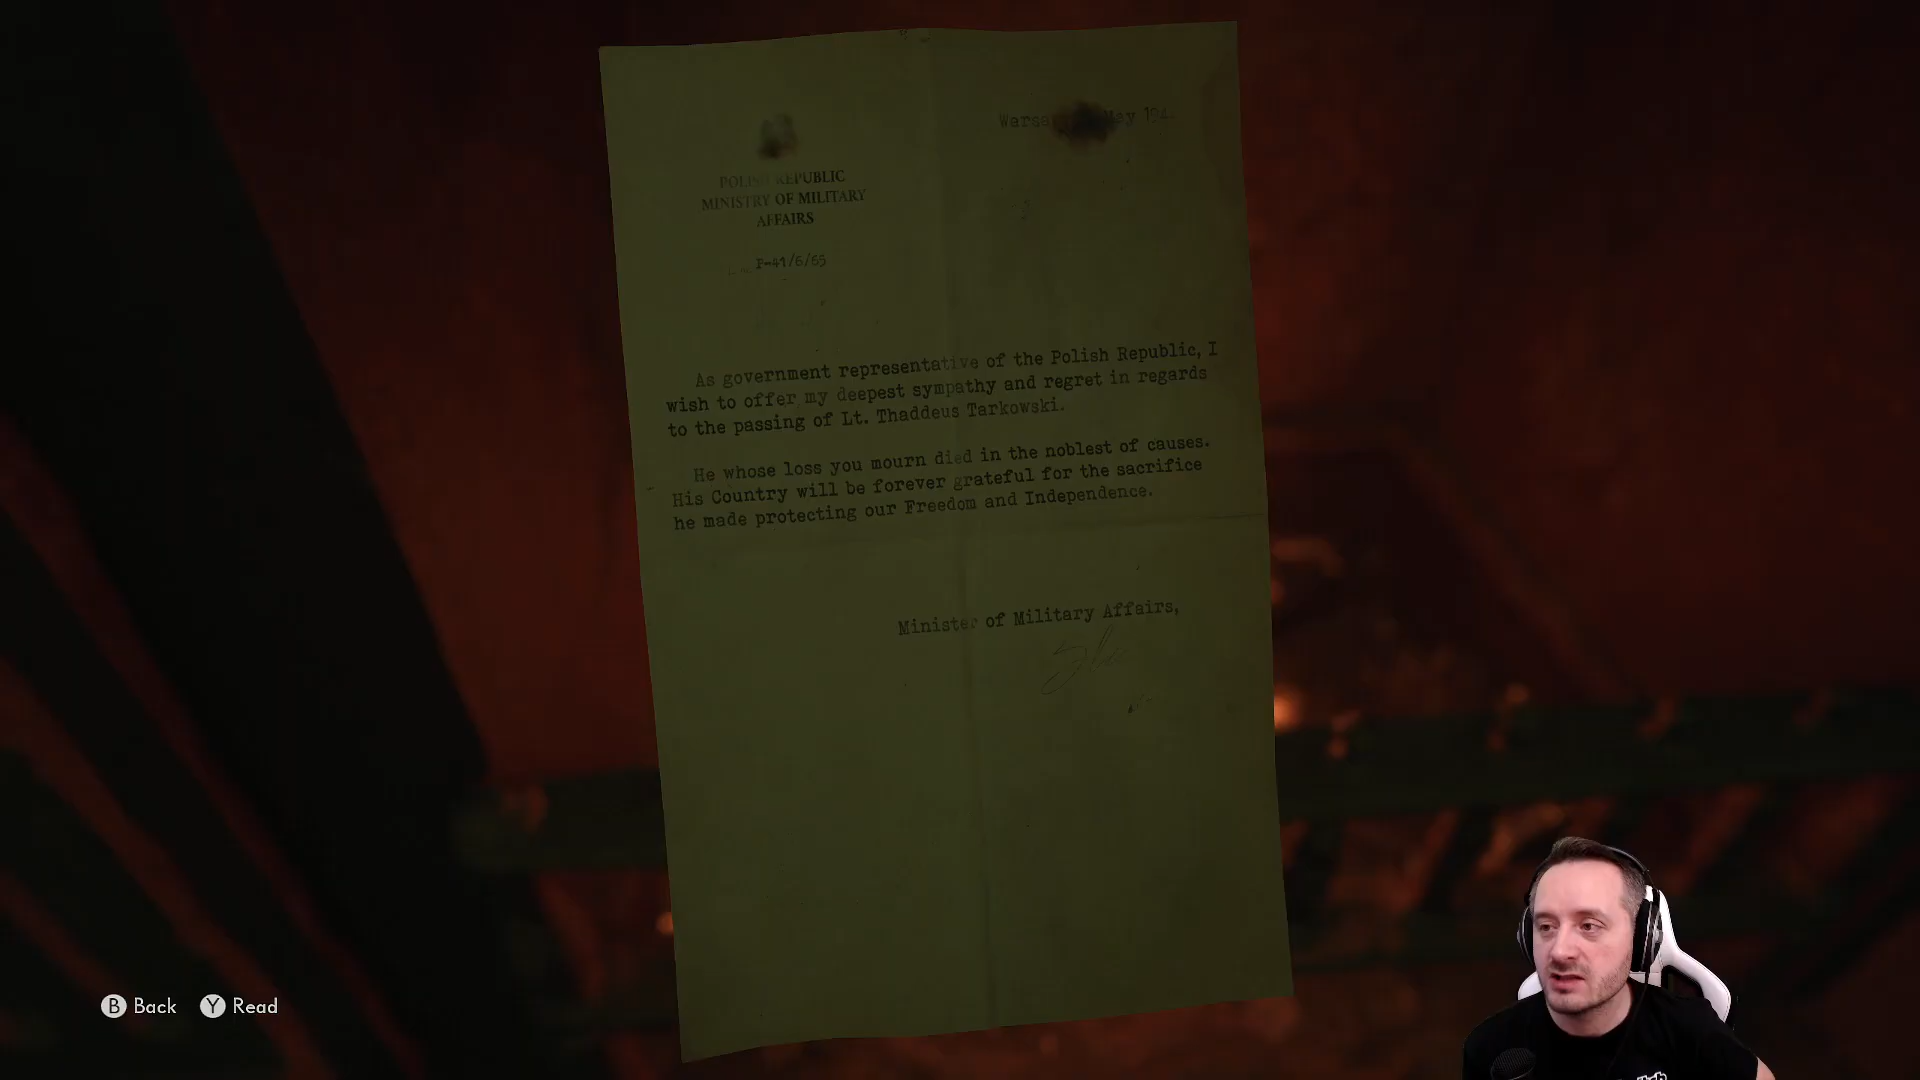 May 194
POLISH REPUBLIC
MINISTRY OF MILITARY
AFFAIRS
P-41/6/65
As government representative of the Polish Republic, I
wish to offer my deepest sympathy and regret in regards
to the passing of Lt. Thaddeus Tarkowski.
He whose loss you mourn died in the noblest of causes.
His Country will be forever grateful for the sacrifice
he made protecting our Freedom and Independence.
Minister of Military Affairs,
B Back Y Read